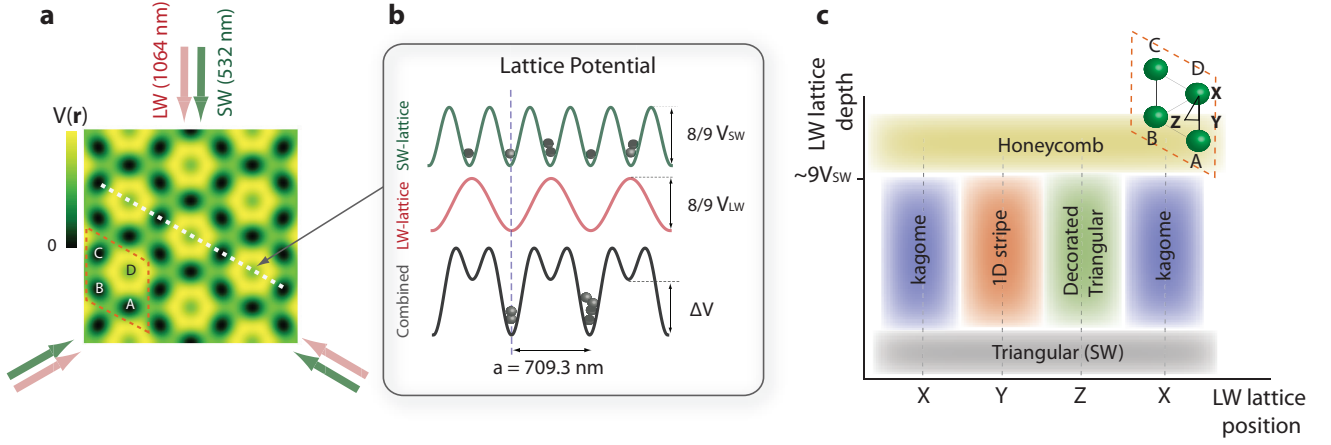 a
LW (1064 nm)
SW (532 nm)
V(r)
0
C
D
B
A
b
Lattice Potential
SW-lattice
8/9 VSW
LW-lattice
8/9 VLW
Combined
ΔV
a = 709.3 nm
c
LW lattice
depth
~9VSW
C
D
X
Z
Y
B
A
Honeycomb
kagome
1D stripe
Decorated
Triangular
kagome
Triangular (SW)
X
Y
Z
X
LW lattice
position